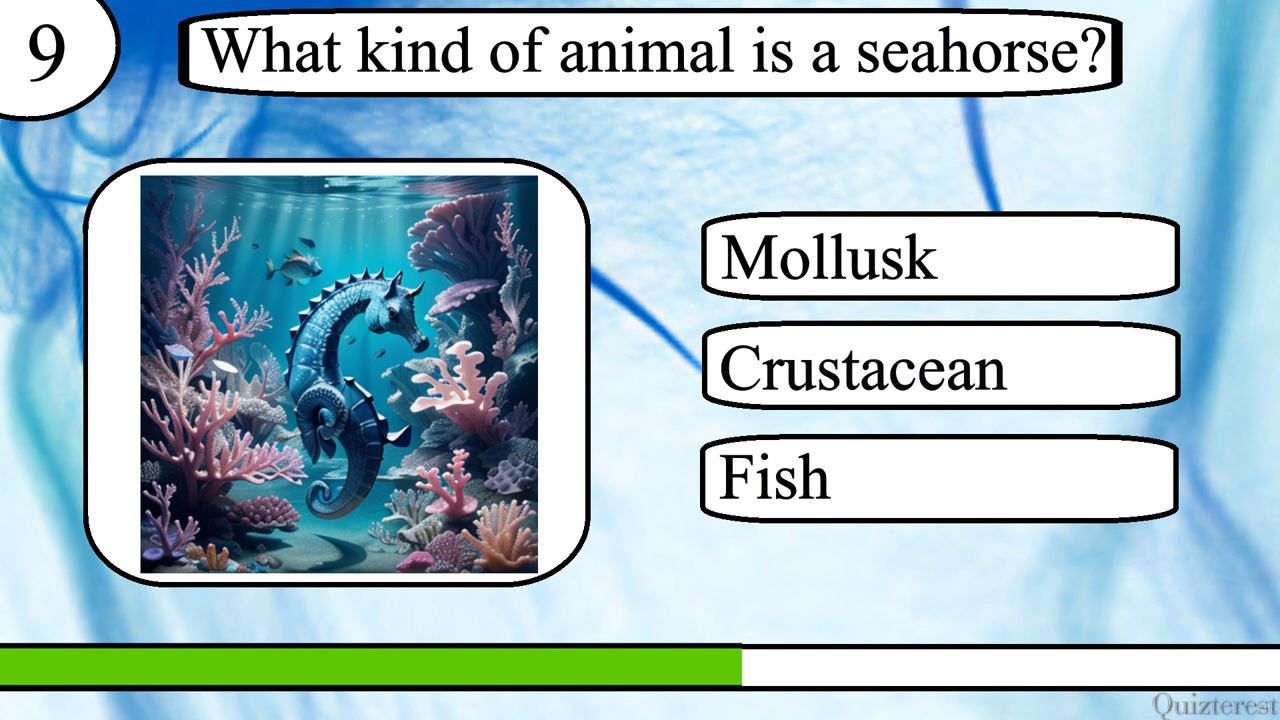 9
What kind of animal is a seahorse?
Mollusk
Crustacean
Fish
Quizterest